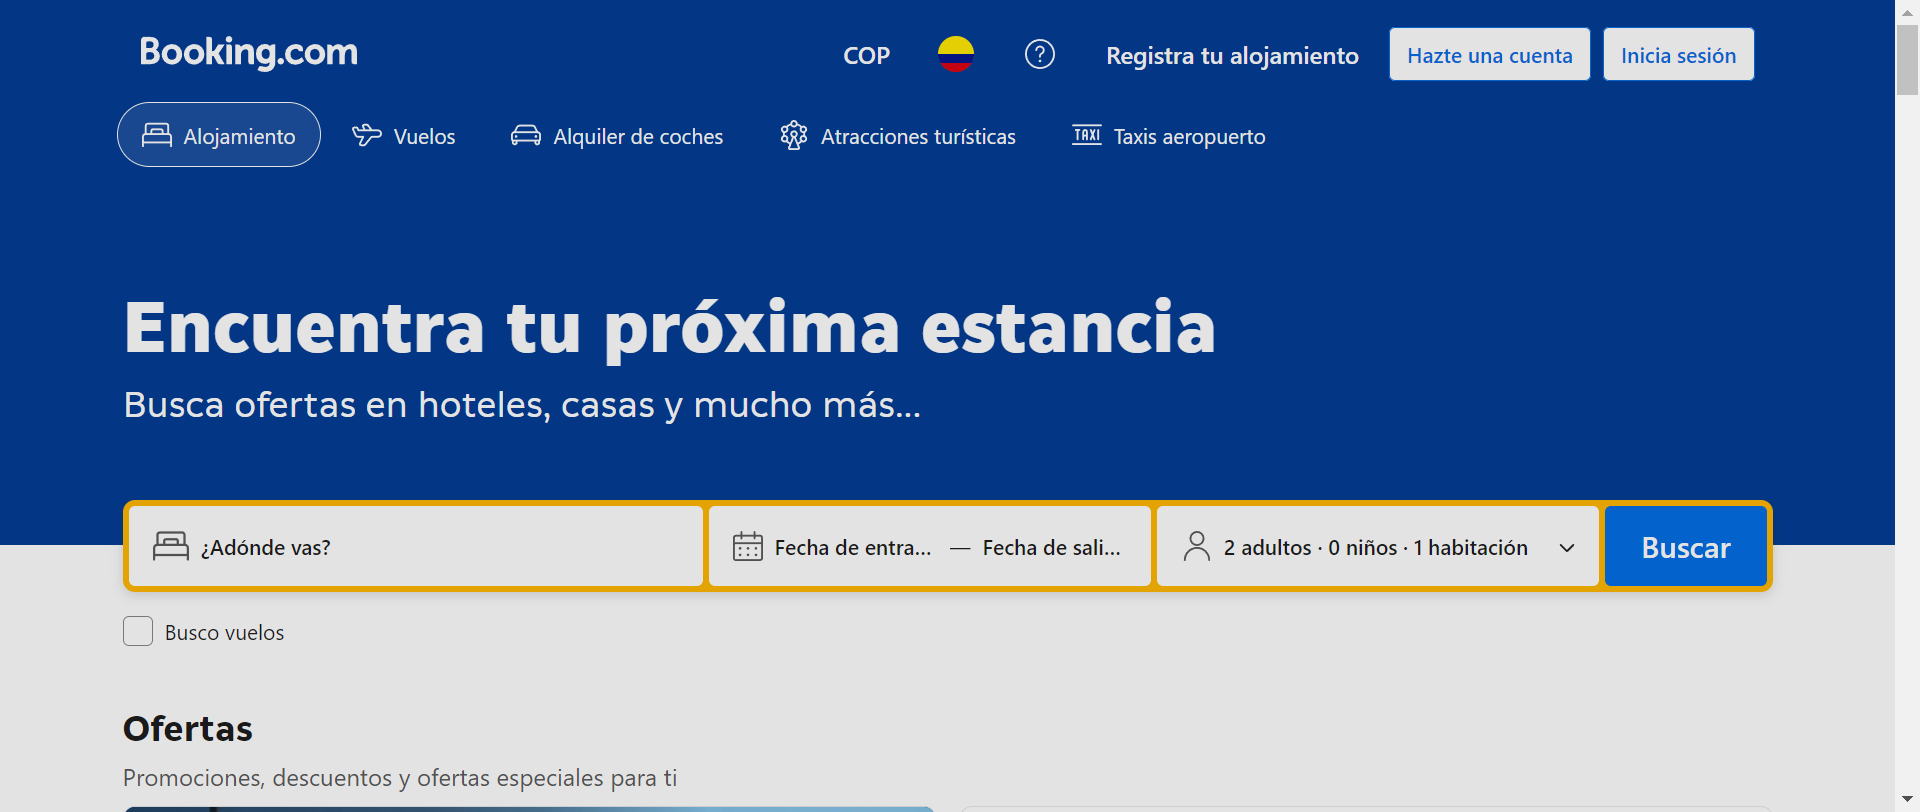 Booking.com
COP
Registra tu alojamiento
Hazte una cuenta
Inicia sesión
Alojamiento
Vuelos
Alquiler de coches
Atracciones turísticas
TAXI
Taxis aeropuerto
Encuentra tu próxima estancia
Busca ofertas en hoteles, casas y mucho más...
¿Adónde vas?
Fecha de entra... — Fecha de sali...
2 adultos · 0 niños · 1 habitación
Buscar
Busco vuelos
Ofertas
Promociones, descuentos y ofertas especiales para ti